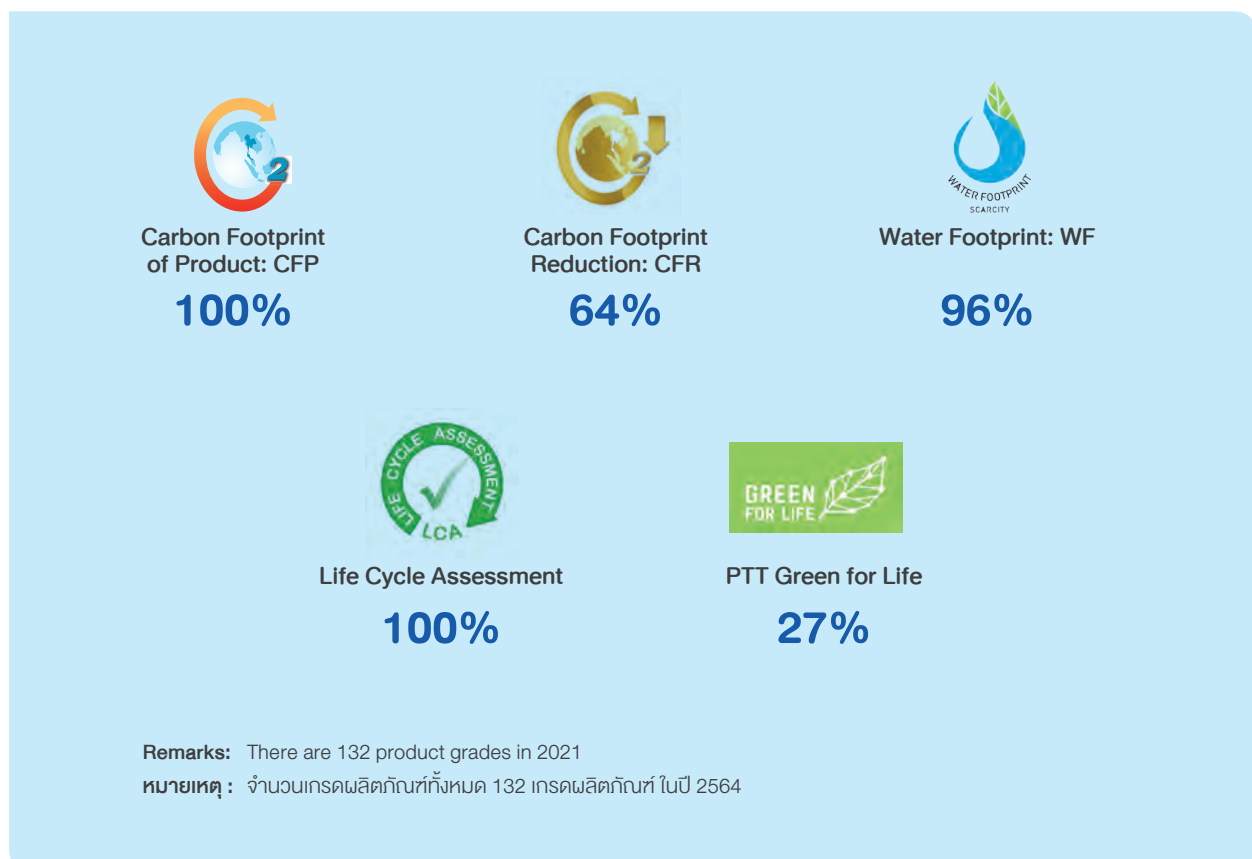 2
2
WATER FOOTPRINT
SCARCITY
Carbon Footprint
of Product: CFP
100%
Carbon Footprint
Reduction: CFR
64%
Water Footprint: WF
96%
LIFE CYCLE ASSESSMENT
LCA
GREEN
FOR LIFE
Life Cycle Assessment
100%
PTT Green for Life
27%
Remarks: There are 132 product grades in 2021
หมายเหตุ : จำนวนเกรดผลิตภัณฑ์ทั้งหมด 132 เกรดผลิตภัณฑ์ ในปี 2564